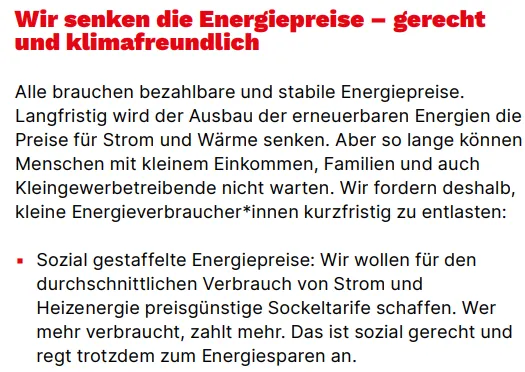 Wir senken die Energiepreise – gerecht
und klimafreundlich
Alle brauchen bezahlbare und stabile Energiepreise.
Langfristig wird der Ausbau der erneuerbaren Energien die
Preise für Strom und Wärme senken. Aber so lange können
Menschen mit kleinem Einkommen, Familien und auch
Kleingewerbetreibende nicht warten. Wir fordern deshalb,
kleine Energieverbraucher*innen kurzfristig zu entlasten:
▪ Sozial gestaffelte Energiepreise: Wir wollen für den
durchschnittlichen Verbrauch von Strom und
Heizenergie preisgünstige Sockeltarife schaffen. Wer
mehr verbraucht, zahlt mehr. Das ist sozial gerecht und
regt trotzdem zum Energiesparen an.